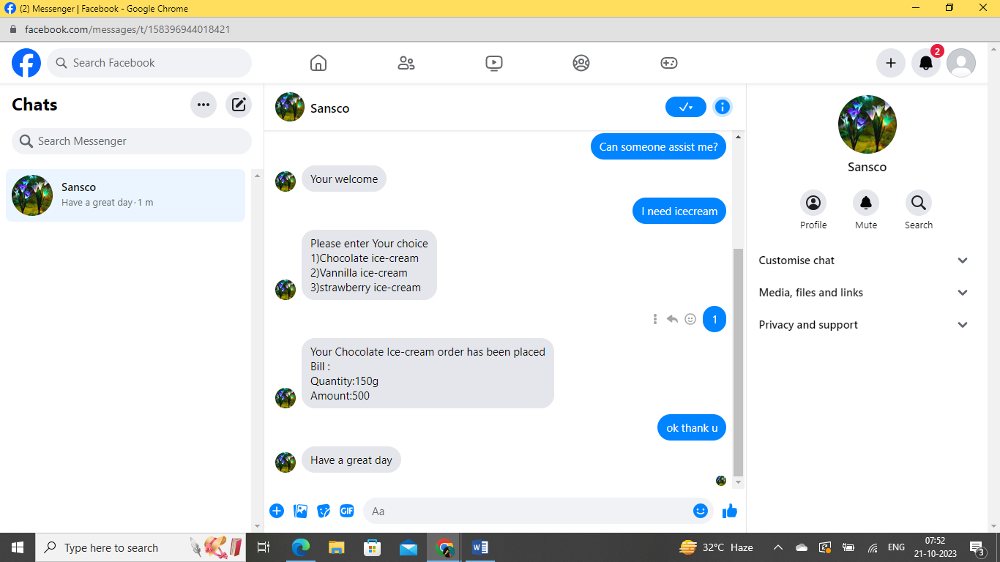 (2) Messenger | Facebook - Google Chrome
facebook.com/messages/t/158396944018421
Search Facebook
2
Chats
Search Messenger
Sansco
Have a great day · 1 m
Sansco
Can someone assist me?
Your welcome
I need icecream
Please enter Your choice
1)Chocolate ice-cream
2)Vannilla ice-cream
3)strawberry ice-cream
1
Your Chocolate Ice-cream order has been placed
Bill :
Quantity:150g
Amount:500
ok thank u
Have a great day
GIF
Aa
Sansco
Profile
Mute
Search
Customise chat
Media, files and links
Privacy and support
Type here to search
32°C Haze
ENG
07:52
21-10-2023
3